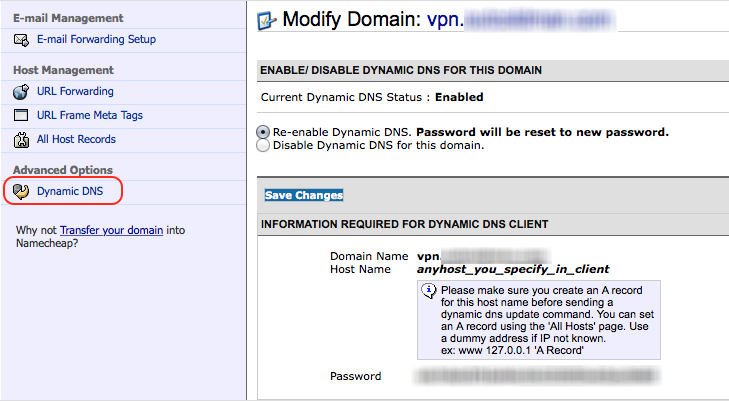 E-mail Management
E-mail Forwarding Setup
Host Management
URL Forwarding
URL Frame Meta Tags
All Host Records
Advanced Options
Dynamic DNS
Why not Transfer your domain into
Namecheap?
Modify Domain: vpn.
ENABLE/ DISABLE DYNAMIC DNS FOR THIS DOMAIN
Current Dynamic DNS Status : Enabled
Re-enable Dynamic DNS. Password will be reset to new password.
Disable Dynamic DNS for this domain.
Save Changes
INFORMATION REQUIRED FOR DYNAMIC DNS CLIENT
Domain Name vpn.
Host Name anyhost_you_specify_in_client
Please make sure you create an A record
for this host name before sending a
dynamic dns update command. You can set
an A record using the 'All Hosts' page. Use
a dummy address if IP not known.
ex: www 127.0.0.1 'A Record'
Password